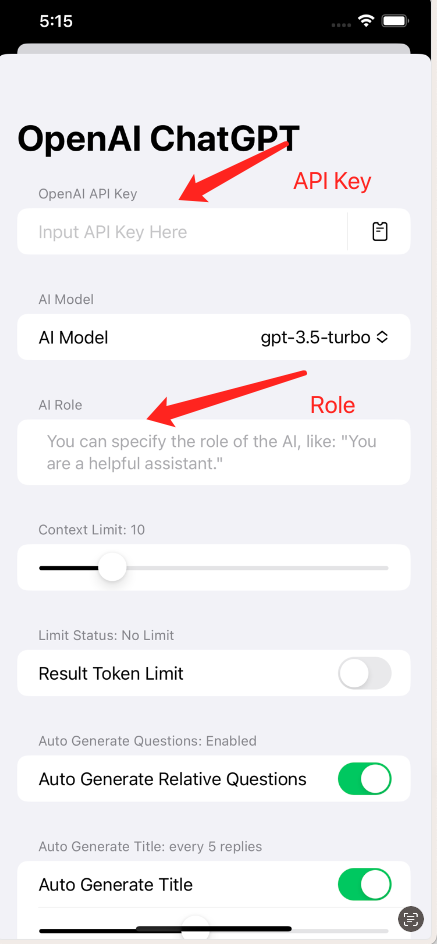 5:15
OpenAI ChatGPT
API Key
OpenAI API Key
Input API Key Here
AI Model
AI Model gpt-3.5-turbo
AI Role
Role
You can specify the role of the AI, like: "You
are a helpful assistant."
Context Limit: 10
Limit Status: No Limit
Result Token Limit
Auto Generate Questions: Enabled
Auto Generate Relative Questions
Auto Generate Title: every 5 replies
Auto Generate Title